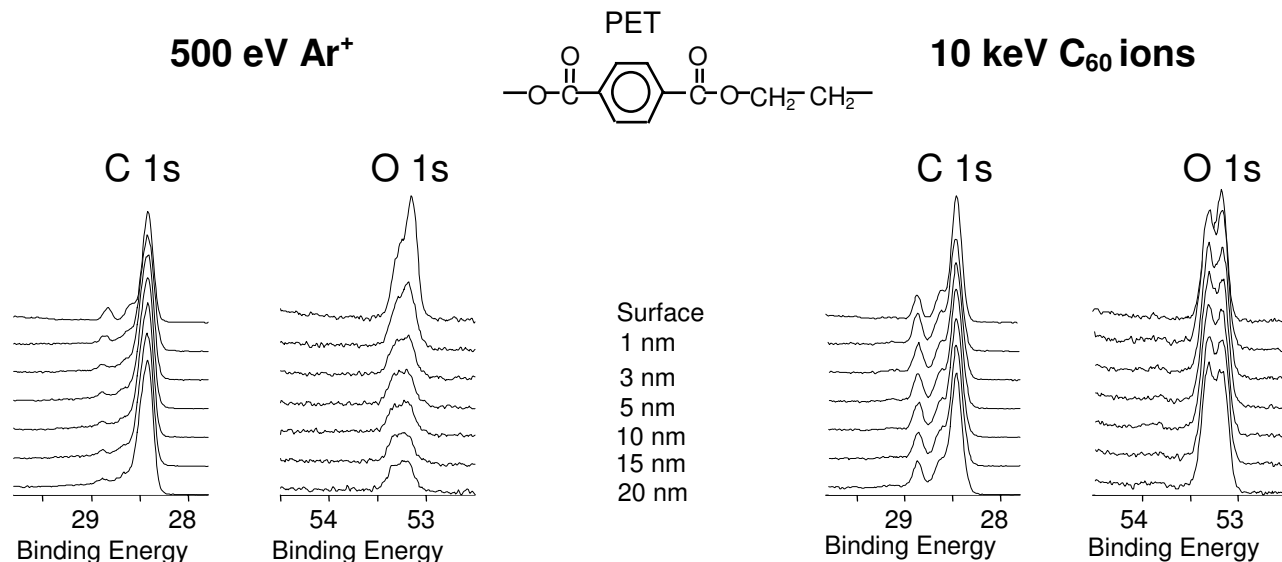 PET
500 eV Ar+
10 keV C60 ions
O
O
O
C
C
O
CH2
CH2
C 1s
O 1s
C 1s
O 1s
Surface
1 nm
3 nm
5 nm
10 nm
15 nm
20 nm
29 28
54 53
29 28
54 53
Binding Energy
Binding Energy
Binding Energy
Binding Energy